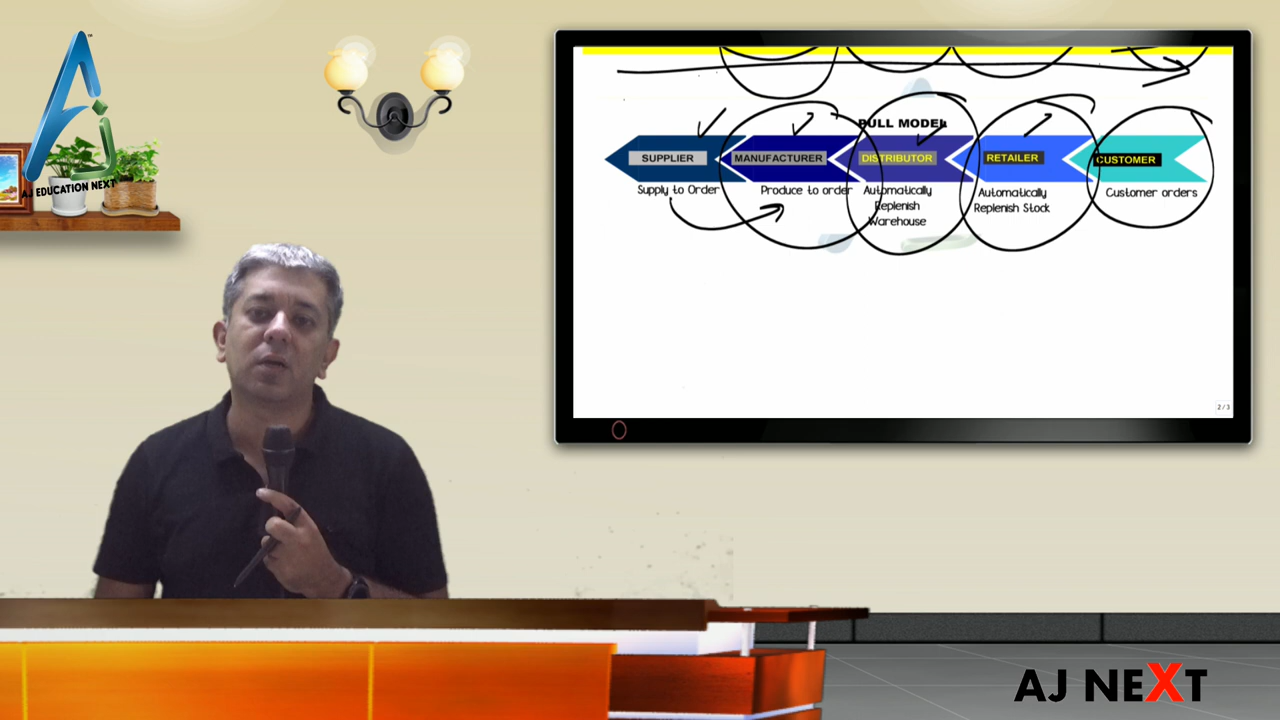 AJ EDUCATION NEXT
PULL MODEL
SUPPLIER
MANUFACTURER
DISTRIBUTOR
RETAILER
CUSTOMER
Supply to Order
Produce to order
Automatically
Replenish
Warehouse
Automatically
Replenish Stock
Customer orders
2 / 3
AJ NEXT